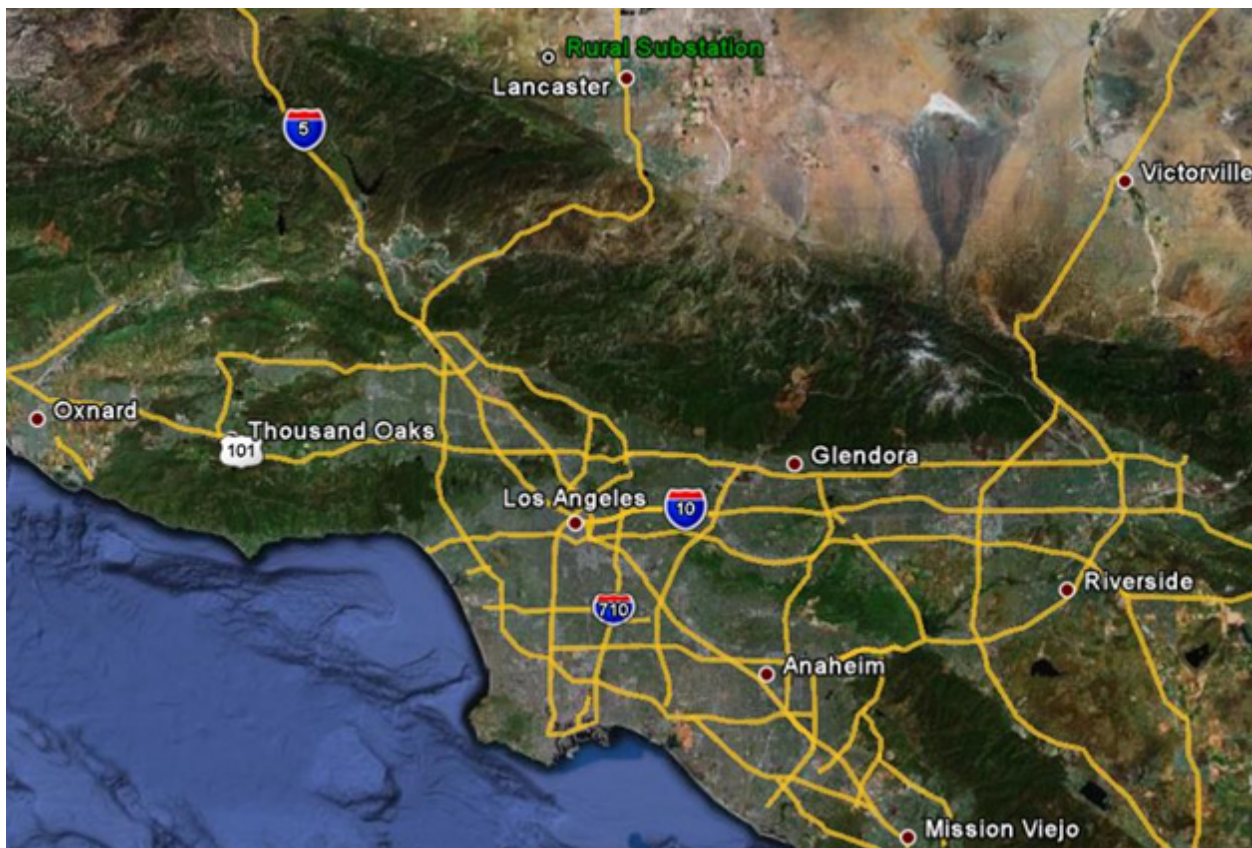 Rural Substation
Lancaster
5
Victorville
Oxnard
Thousand Oaks
101
Glendora
Los Angeles
10
Riverside
710
Anaheim
Mission Viejo